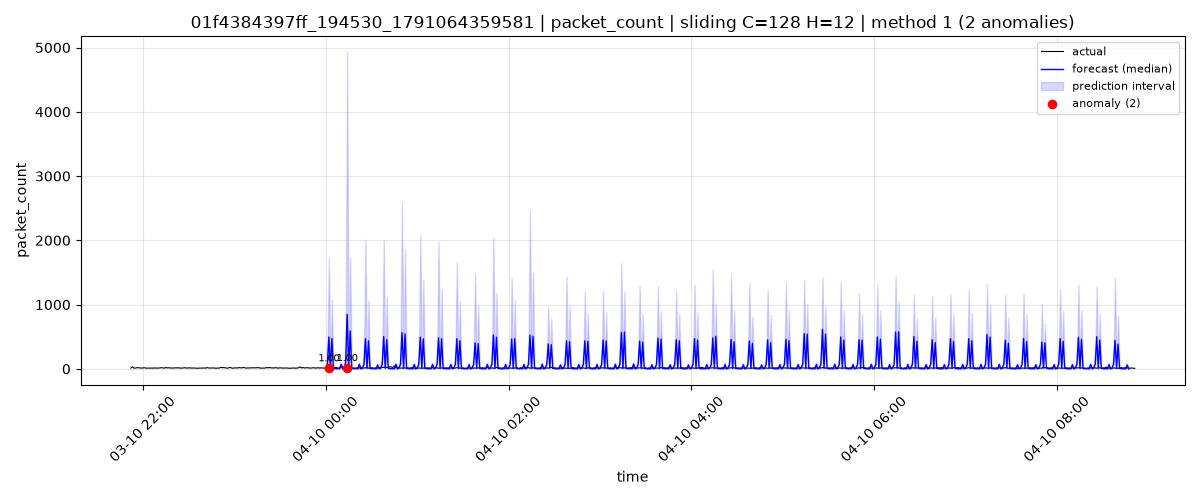 01f4384397ff_194530_1791064359581 | packet_count | sliding C=128 H=12 | method 1 (2 anomalies)
actual
forecast (median)
prediction interval
anomaly (2)
packet_count
5000
4000
3000
2000
1000
0
1.00
1.00
03-10 22:00
04-10 00:00
04-10 02:00
04-10 04:00
04-10 06:00
04-10 08:00
time